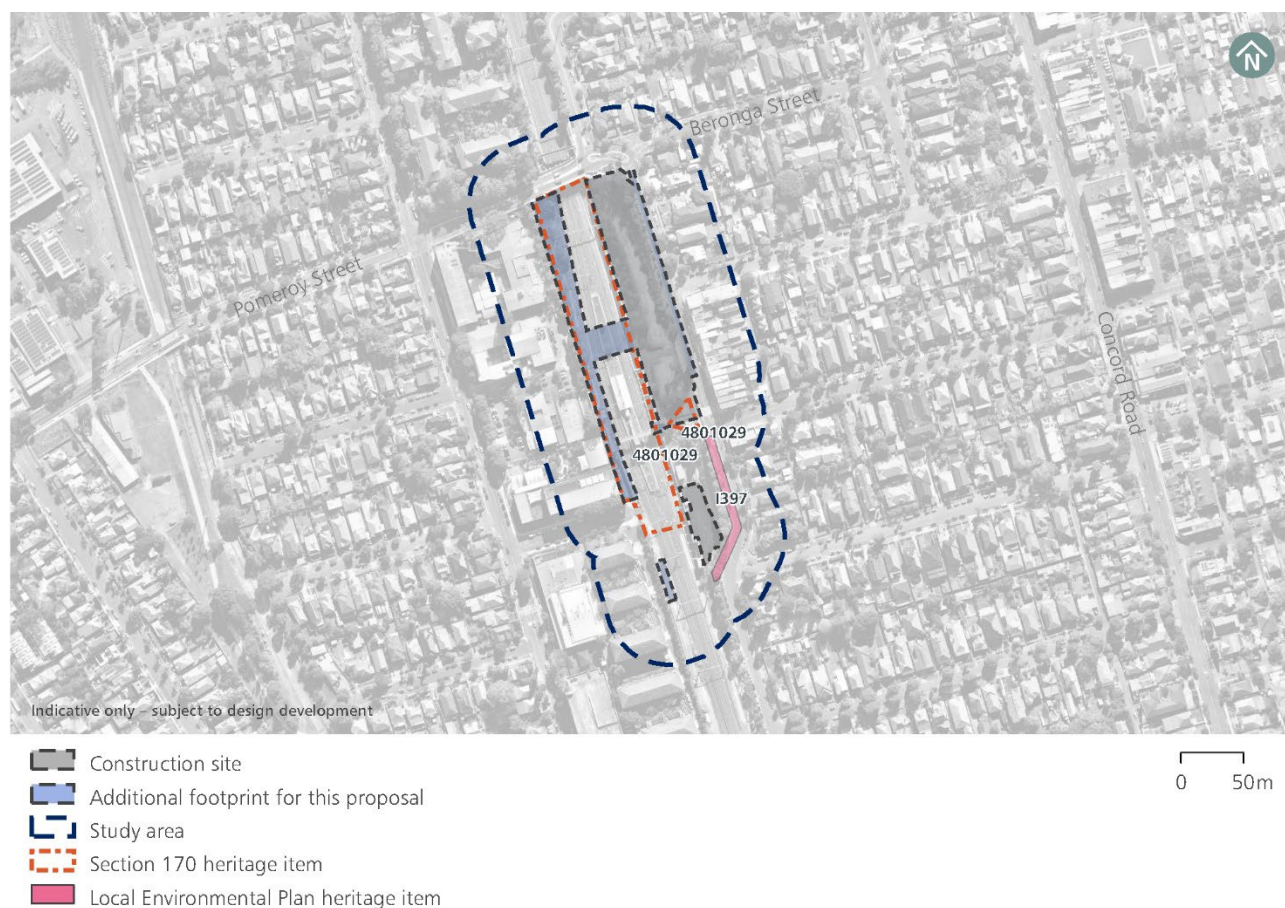 N
Beronga Street
Pomeroy Street
Concord Road
4801029
4801029
I397
Indicative only – subject to design development
Construction site
Additional footprint for this proposal
Study area
Section 170 heritage item
Local Environmental Plan heritage item
0 50m